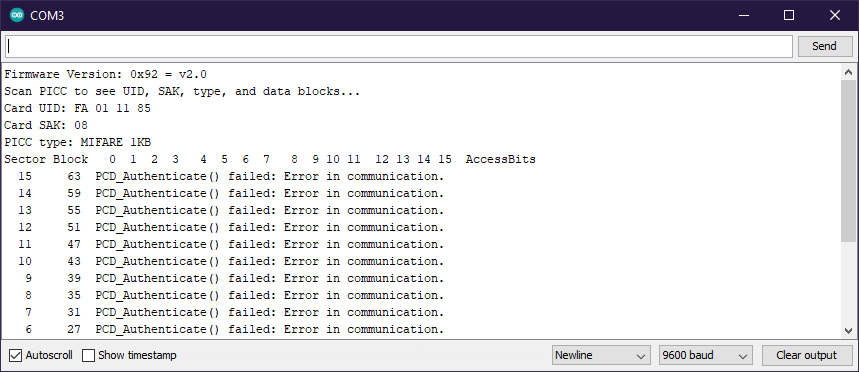 COM3
Send
Firmware Version: 0x92 = v2.0
Scan PICC to see UID, SAK, type, and data blocks...
Card UID: FA 01 11 85
Card SAK: 08
PICC type: MIFARE 1KB
Sector Block   0  1  2  3   4  5  6  7   8  9 10 11  12 13 14 15  AccessBits
  15     63  PCD_Authenticate() failed: Error in communication.
  14     59  PCD_Authenticate() failed: Error in communication.
  13     55  PCD_Authenticate() failed: Error in communication.
  12     51  PCD_Authenticate() failed: Error in communication.
  11     47  PCD_Authenticate() failed: Error in communication.
  10     43  PCD_Authenticate() failed: Error in communication.
   9     39  PCD_Authenticate() failed: Error in communication.
   8     35  PCD_Authenticate() failed: Error in communication.
   7     31  PCD_Authenticate() failed: Error in communication.
   6     27  PCD_Authenticate() failed: Error in communication.
Autoscroll Show timestamp Newline 9600 baud Clear output